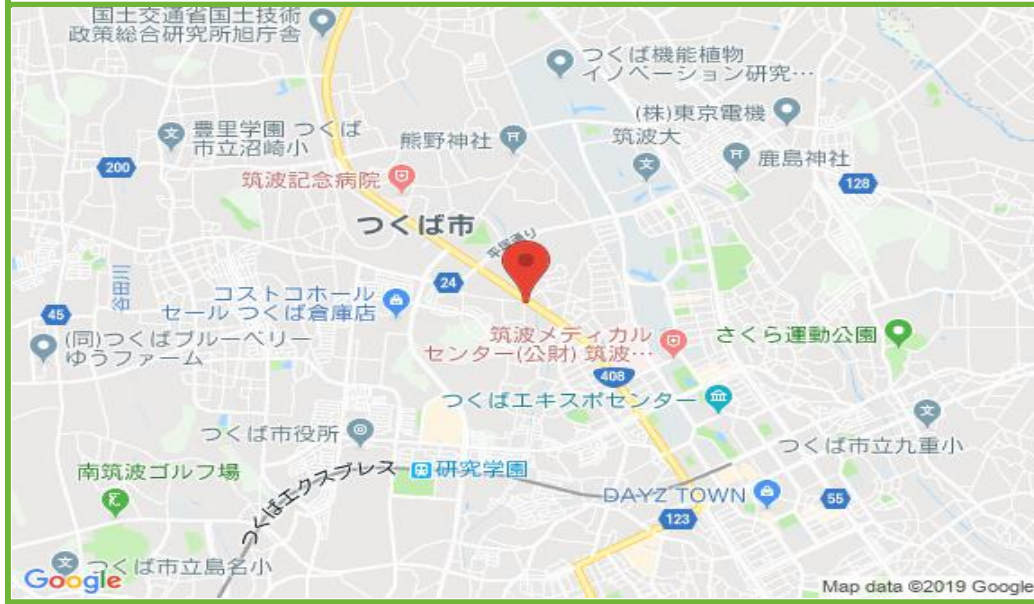 国土交通省国土技術
政策総合研究所旭庁舎
つくば機能植物
イノベーション研究…
(株)東京電機
豊里学園 つくば
市立沼崎小
熊野神社
筑波大
鹿島神社
200
筑波記念病院
128
つくば市
平塚通り
谷田川
24
コストコホール
セール つくば倉庫店
45
(同)つくばブルーベリー
ゆうファーム
筑波メディカル
センター(公財) 筑波…
さくら運動公園
408
つくばエキスポセンター
つくば市役所
つくば市立九重小
南筑波ゴルフ場
つくばエクスプレス
研究学園
DAYZ TOWN
55
123
つくば市立島名小
Google
Map data ©2019 Google